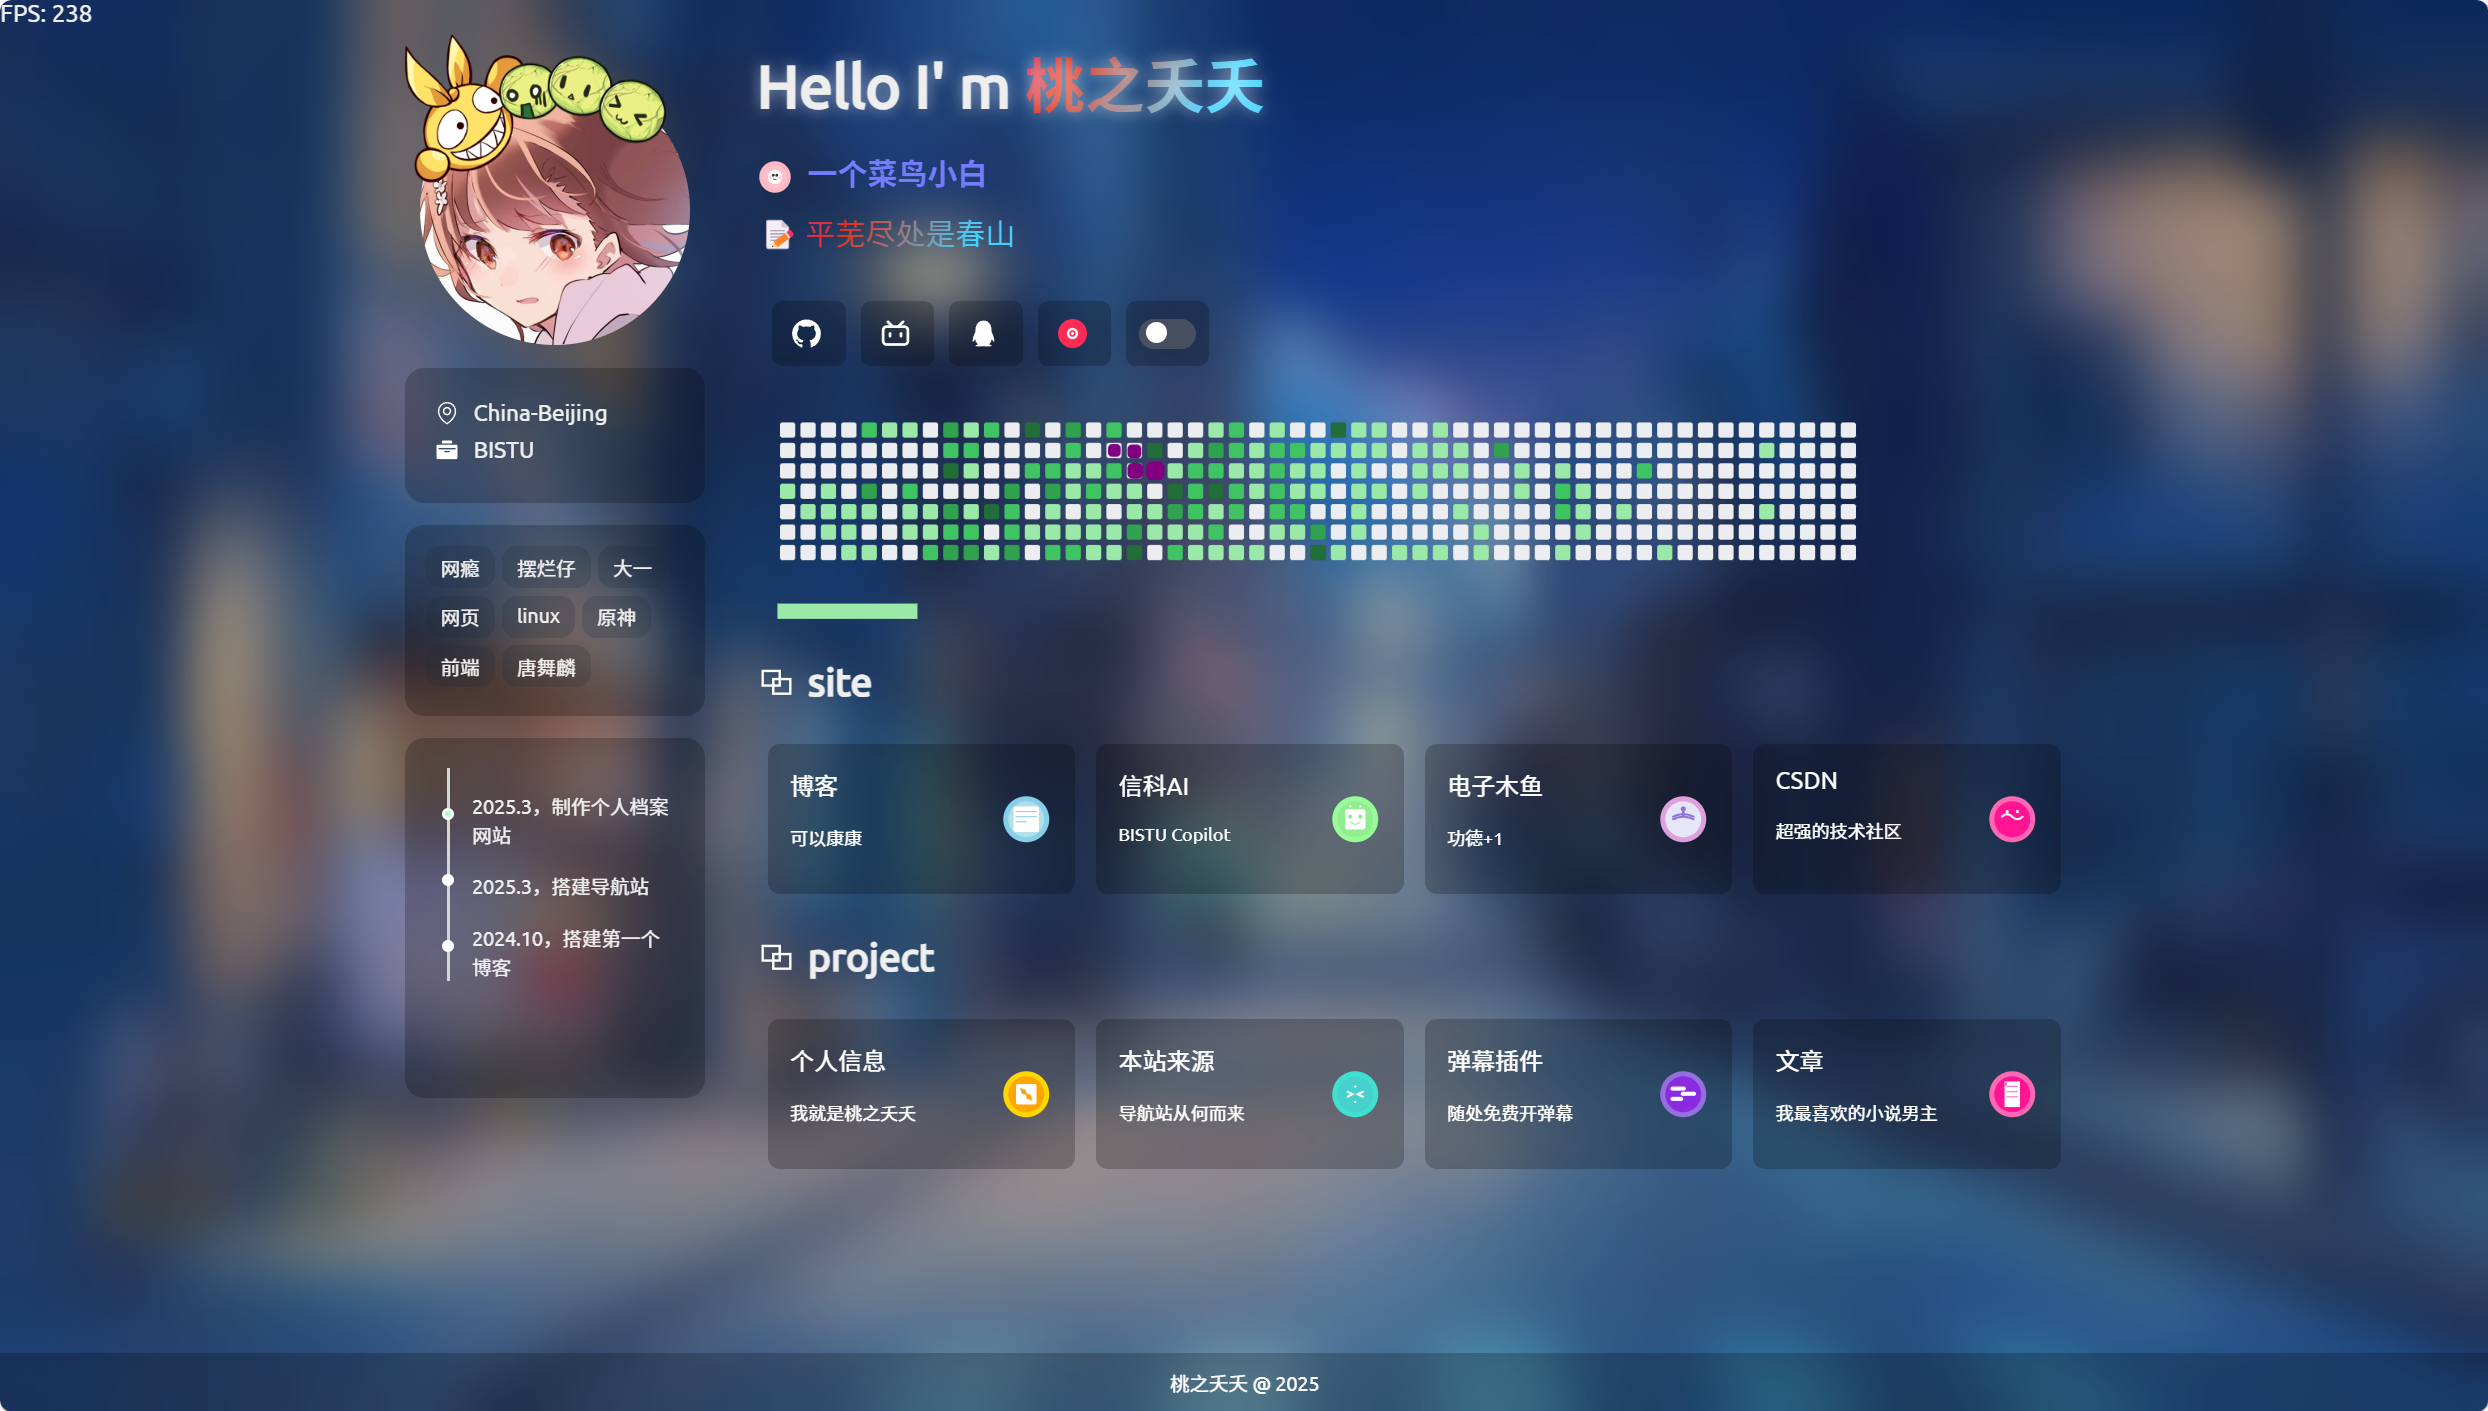 FPS: 238
Hello I' m 桃之夭夭
一个菜鸟小白
平芜尽处是春山
China-Beijing
BISTU
网瘾 摆烂仔 大一
网页 linux 原神
前端 唐舞麟
2025.3，制作个人档案
网站
2025.3，搭建导航站
2024.10，搭建第一个
博客
site
博客
可以康康
信科AI
BISTU Copilot
电子木鱼
功德+1
CSDN
超强的技术社区
project
个人信息
我就是桃之夭夭
本站来源
导航站从何而来
弹幕插件
随处免费开弹幕
文章
我最喜欢的小说男主
桃之夭夭 @ 2025